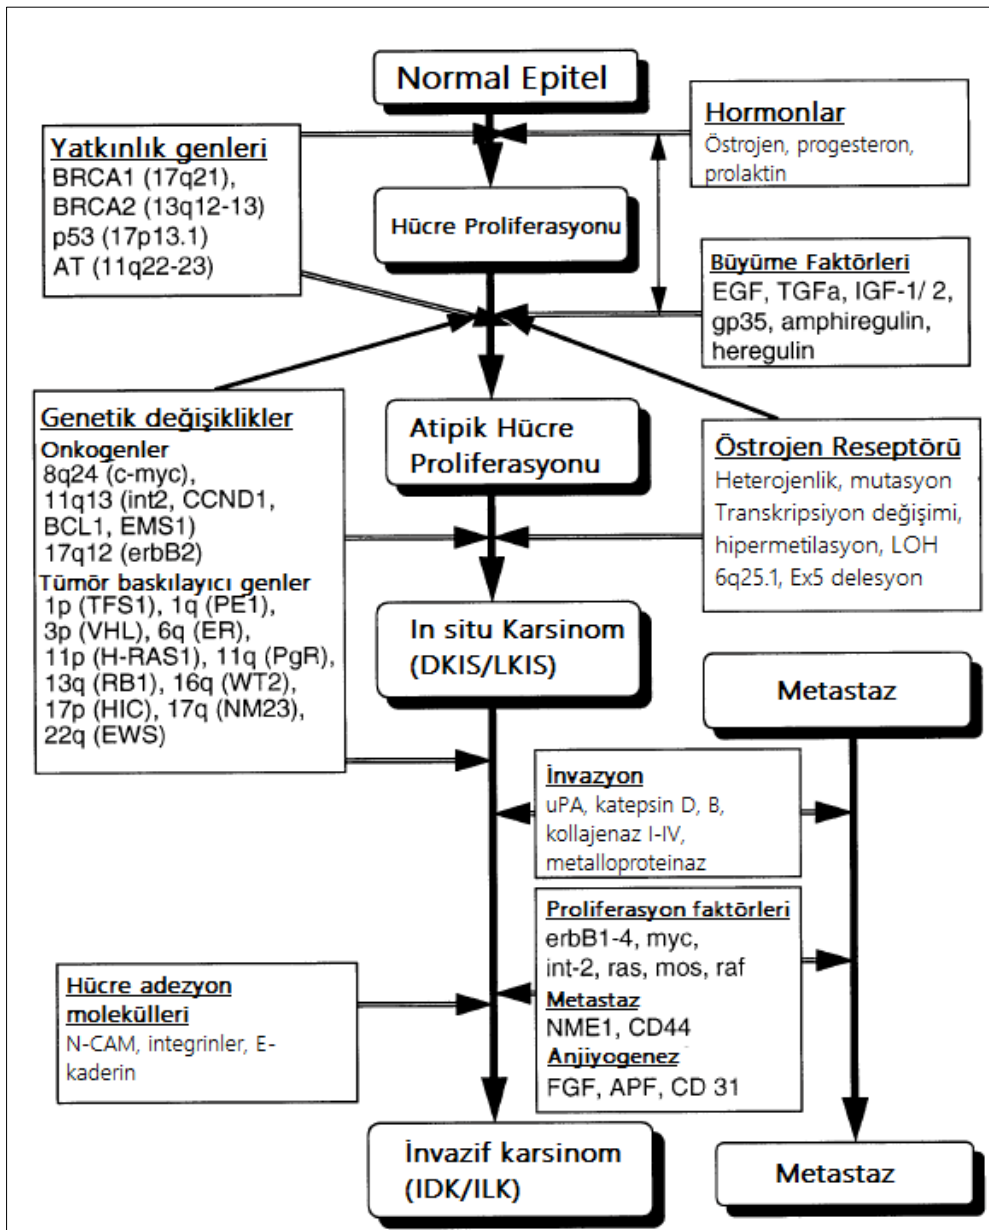 Normal Epitel
Hormonlar
Östrojen, progesteron,
prolaktin
Yatkınlık genleri
BRCA1 (17q21),
BRCA2 (13q12-13)
p53 (17p13.1)
AT (11q22-23)
Hücre Proliferasyonu
Büyüme Faktörleri
EGF, TGFa, IGF-1/ 2,
gp35, amphiregulin,
heregulin
Genetik değişiklikler
Onkogenler
8q24 (c-myc),
11q13 (int2, CCND1,
BCL1, EMS1)
17q12 (erbB2)
Tümör baskılayıcı genler
1p (TFS1), 1q (PE1)
3p (VHL), 6q (ER),
11p (H-RAS1), 11q (PgR),
13q (RB1), 16q (WT2),
17p (HIC), 17q (NM23),
22q (EWS)
Atipik Hücre
Proliferasyonu
Östrojen Reseptörü
Heterojenlik, mutasyon
Transkripsiyon değişimi,
hipermetilasyon, LOH
6q25.1, Ex5 delesyon
In situ Karsinom
(DKIS/LKIS)
Metastaz
İnvazyon
uPA, katepsin D, B,
kollajenaz I-IV,
metalloproteinaz
Proliferasyon faktörleri
erbB1-4, myc,
int-2, ras, mos, raf
Metastaz
NME1, CD44
Anjiyogenez
FGF, APF, CD 31
Hücre adezyon
molekülleri
N-CAM, integrinler, E-
kaderin
İnvazif karsinom
(IDK/ILK)
Metastaz